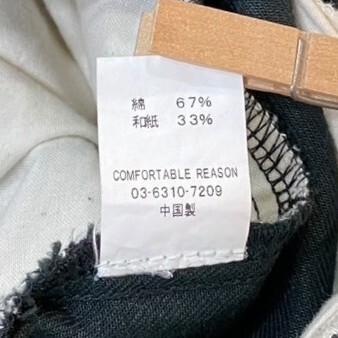 綿 67%
和紙 33%
COMFORTABLE REASON
03-6310-7209
中国製